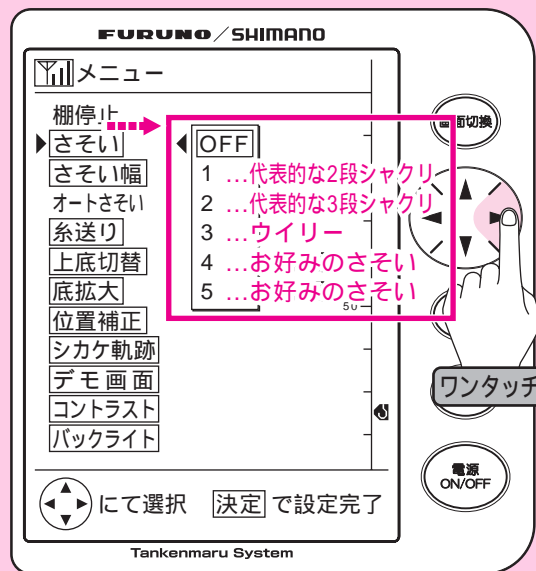 FURUNO/SHIMANO
メニュー
棚停止
さそい
さそい幅
オートさそい
糸送り
上底切替
底拡大
位置補正
シカケ軌跡
デモ画面
コントラスト
バックライト
OFF
1 …代表的な2段シャクリ
2 …代表的な3段シャクリ
3 …ウイリー
4 …お好みのさそい
5 …お好みのさそい
50
にて選択 決定 で設定完了
画面切換
ワンタッチ
電源
ON/OFF
Tankenmaru System